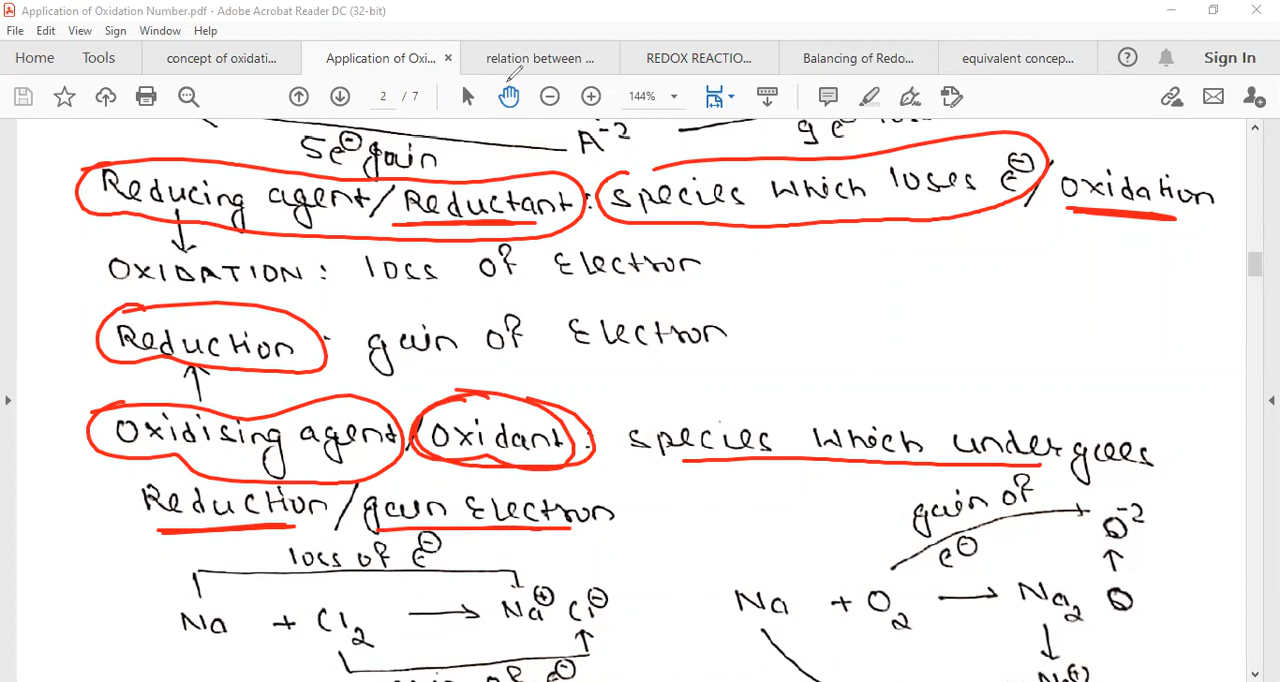 Application of Oxidation Number.pdf - Adobe Acrobat Reader DC (32-bit)
File Edit View Sign Window Help
Home Tools concept of oxidati... Application of Oxi... × relation between ... REDOX REACTIO... Balancing of Redo... equivalent concep... Sign In
2 / 7 144%
5e⊖ gain A-2 9 e
Reducing agent/Reductant: species which loses e⊖/ oxidation
OXIDATION: loss of Electron
Reduction: gain of Electron
Oxidising agent/Oxidant: species which undergoes
Reduction/gain Electron
gain of e⊖ O-2
loss of e⊖
Na + Cl2 → Na⊕ Cl⊖
Na + O2 → Na2 O
gain of e⊖